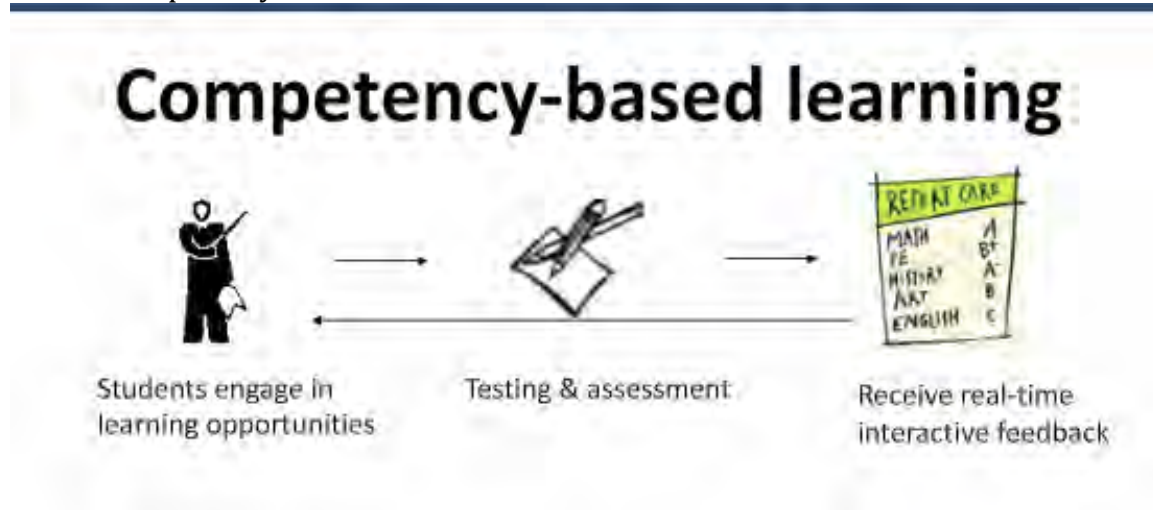 Competency-based learning
REPORT CARD
MATH A
PE B+
HISTORY A-
ART B
ENGLISH C
Students engage in
learning opportunities
Testing & assessment
Receive real-time
interactive feedback